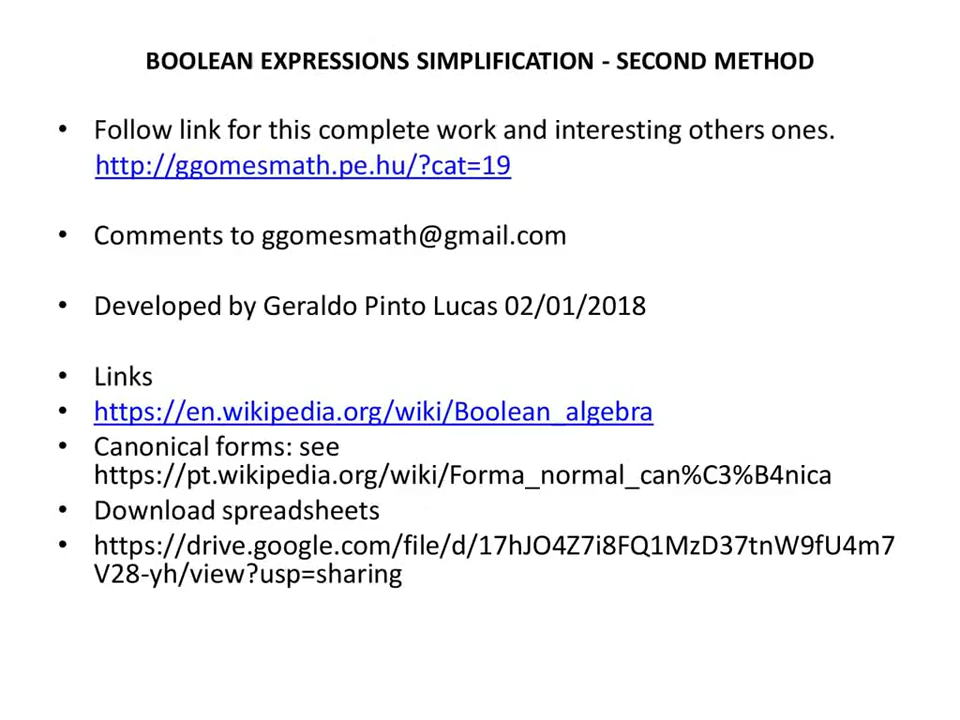 BOOLEAN EXPRESSIONS SIMPLIFICATION - SECOND METHOD
• Follow link for this complete work and interesting others ones.
http://ggomesmath.pe.hu/?cat=19
• Comments to ggomesmath@gmail.com
• Developed by Geraldo Pinto Lucas 02/01/2018
• Links
• https://en.wikipedia.org/wiki/Boolean_algebra
• Canonical forms: see
https://pt.wikipedia.org/wiki/Forma_normal_can%C3%B4nica
• Download spreadsheets
• https://drive.google.com/file/d/17hJO4Z7i8FQ1MzD37tnW9fU4m7
V28-yh/view?usp=sharing